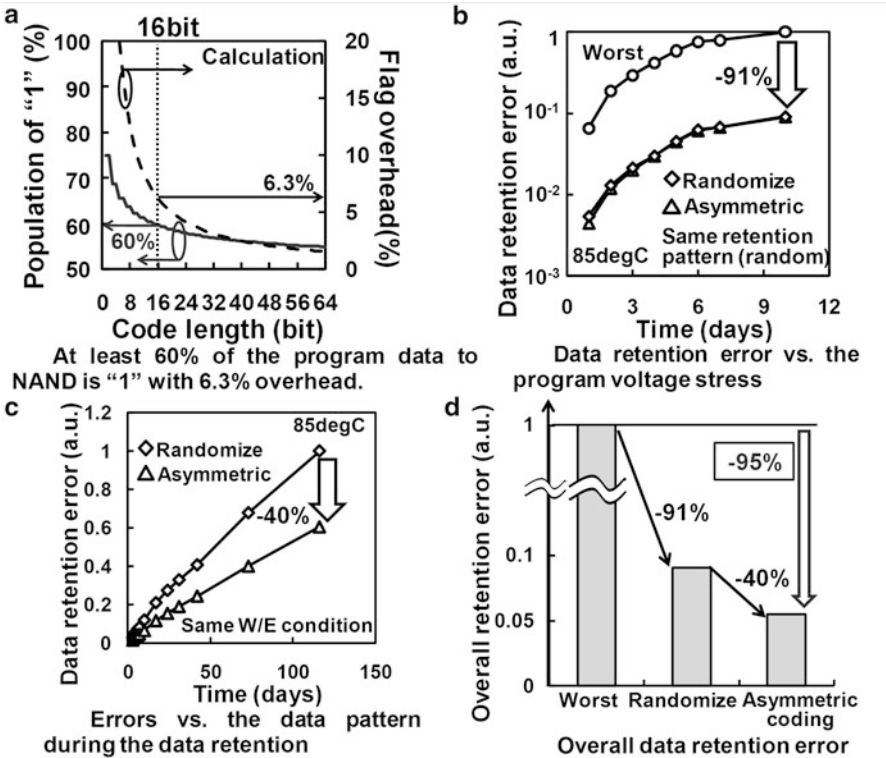 a
16bit
100
90
80
70
60
50
Population of “1” (%)
20
15
10
5
0
Flag overhead(%)
Calculation
6.3%
60%
0 8 16 24 32 40 48 56 64
Code length (bit)
At least 60% of the program data to
NAND is “1” with 6.3% overhead.
b
Data retention error (a.u.)
1
10-1
10-2
10-3
Worst
-91%
Randomize
Asymmetric
Same retention
pattern (random)
85degC
0 3 6 9 12
Time (days)
Data retention error vs. the
program voltage stress
c
Data retention error (a.u.)
1.2
1
0.8
0.6
0.4
0.2
0
85degC
Randomize
Asymmetric
-40%
Same W/E condition
0 50 100 150
Time (days)
Errors vs. the data pattern
during the data retention
d
Overall retention error (a.u.)
1
0.1
0.05
0
-95%
-91%
-40%
Worst Randomize Asymmetric
coding
Overall data retention error